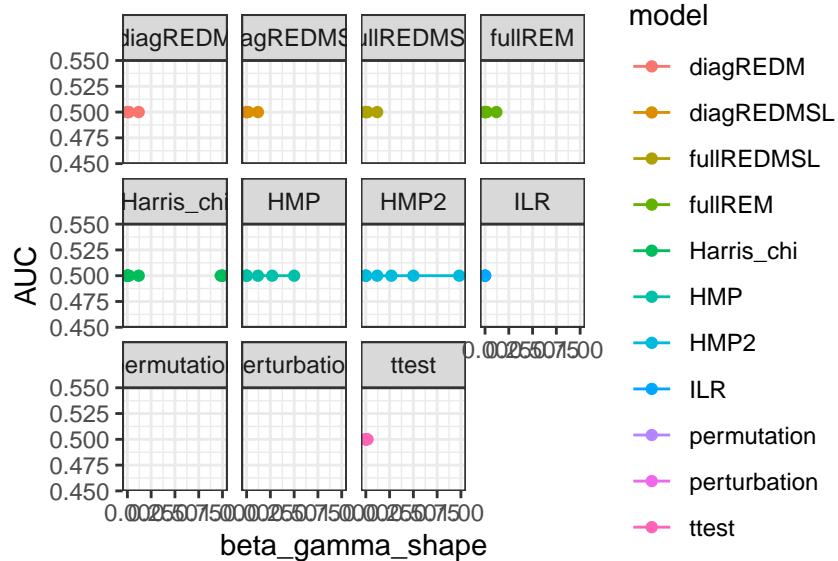 diagREDM
agREDMS
ullREDMS
fullREM
0.550
0.525
0.500
0.475
0.450
Harris_chi
HMP
HMP2
ILR
0.550
0.525
0.500
0.475
0.450
ermutation
erturbation
ttest
0.550
0.525
0.500
0.475
0.450
AUC
beta_gamma_shape
model
diagREDM
diagREDMSL
fullREDMSL
fullREM
Harris_chi
HMP
HMP2
ILR
permutation
perturbation
ttest